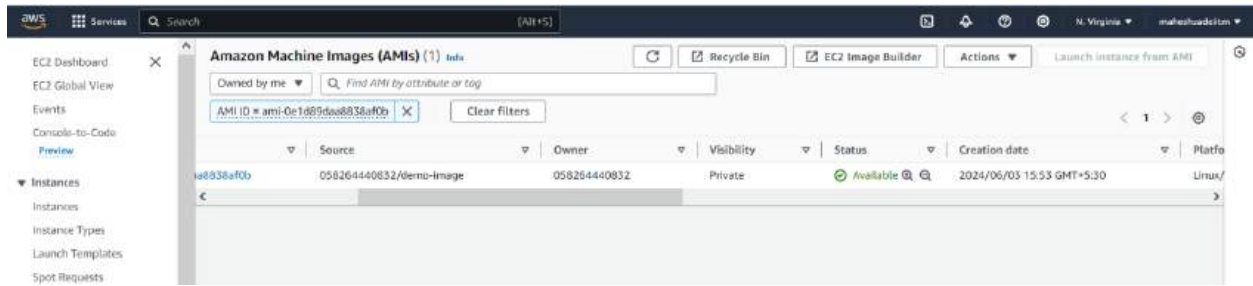 aws Services Search [Alt+S] N. Virginia maheshuadsitm
EC2 Dashboard
EC2 Global View
Events
Console-to-Code
Preview
Instances
Instances
Instance Types
Launch Templates
Spot Requests
Amazon Machine Images (AMIs) (1) Info Recycle Bin EC2 Image Builder Actions Launch instance from AMI
Owned by me Find AMI by attribute or tag
AMI ID = ami-0e1d89daa8838af0b Clear filters
1
Source Owner Visibility Status Creation date Platfo
a8838af0b 058264440832/demo-image 058264440832 Private Available 2024/06/03 15:53 GMT+5:30 Linux/